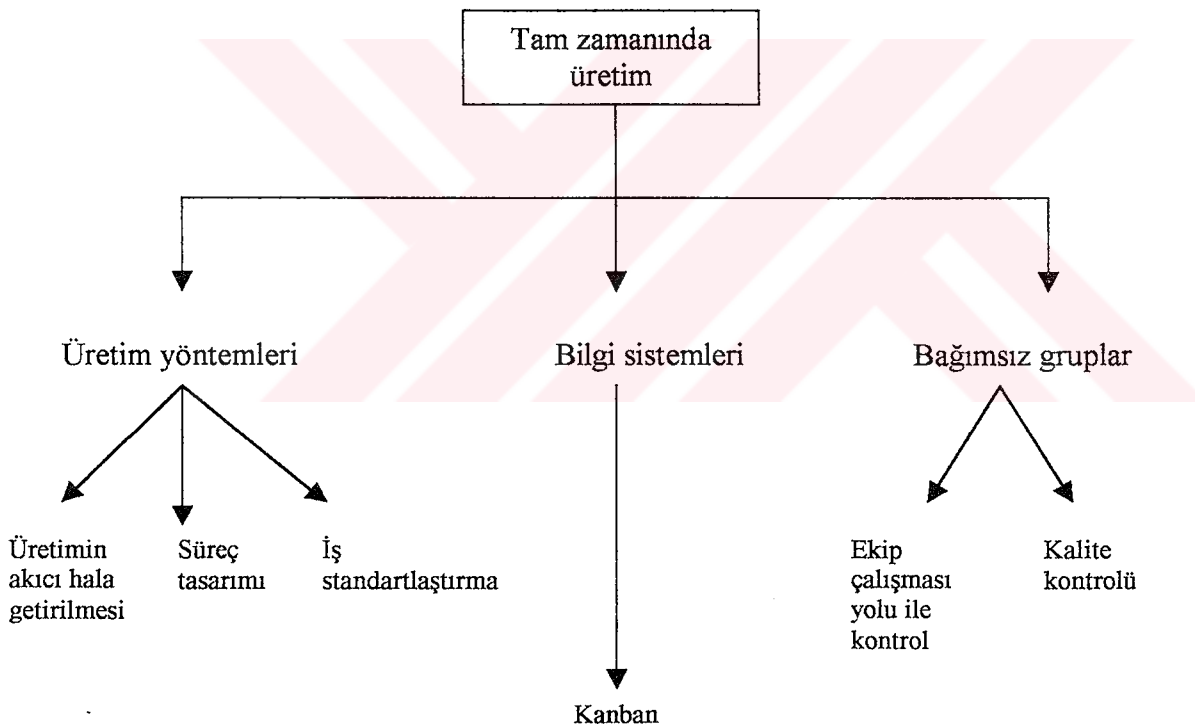 Tam zamanında
üretim
Üretim yöntemleri
Bilgi sistemleri
Bağımsız gruplar
Üretimin
akıcı hala
getirilmesi
Süreç
tasarımı
İş
standartlaştırma
Ekip
çalışması
yolu ile
kontrol
Kalite
kontrolü
Kanban